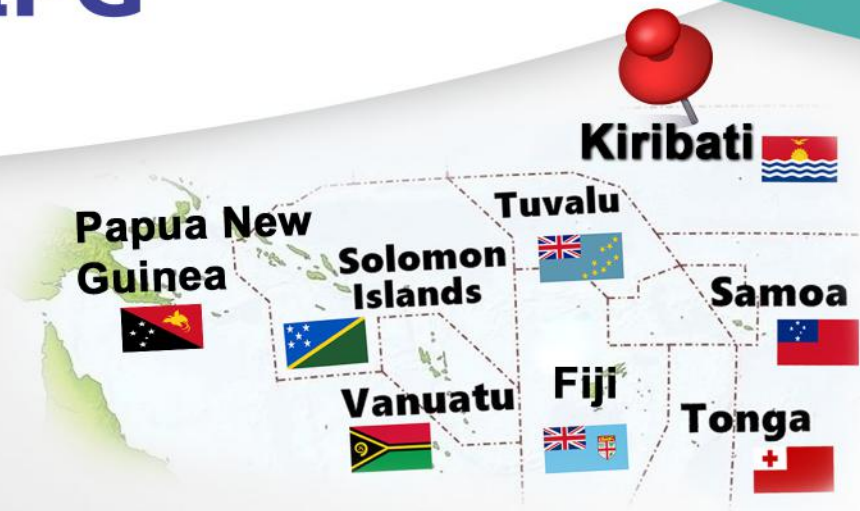 Kiribati
Tuvalu
Papua New
Guinea
Solomon
Islands
Samoa
Vanuatu
Fiji
Tonga